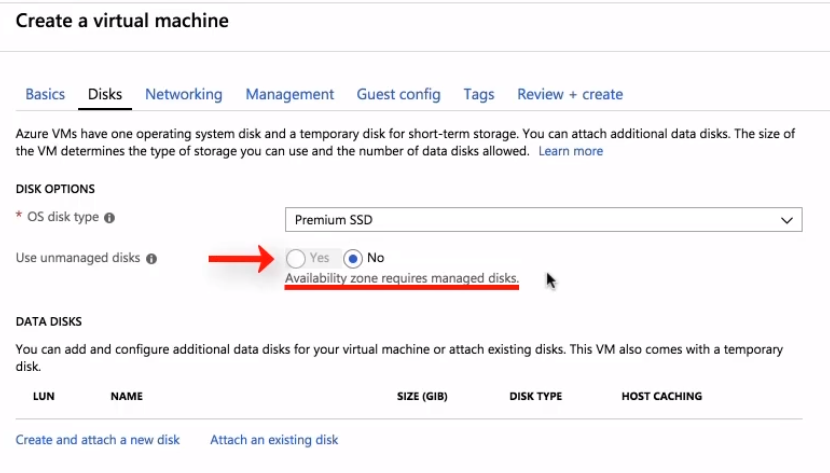 Create a virtual machine
Basics Disks Networking Management Guest config Tags Review + create
Azure VMs have one operating system disk and a temporary disk for short-term storage. You can attach additional data disks. The size of
the VM determines the type of storage you can use and the number of data disks allowed. Learn more
DISK OPTIONS
* OS disk type
Premium SSD
Use unmanaged disks
Yes No
Availability zone requires managed disks.
DATA DISKS
You can add and configure additional data disks for your virtual machine or attach existing disks. This VM also comes with a temporary
disk.
LUN NAME SIZE (GIB) DISK TYPE HOST CACHING
Create and attach a new disk Attach an existing disk